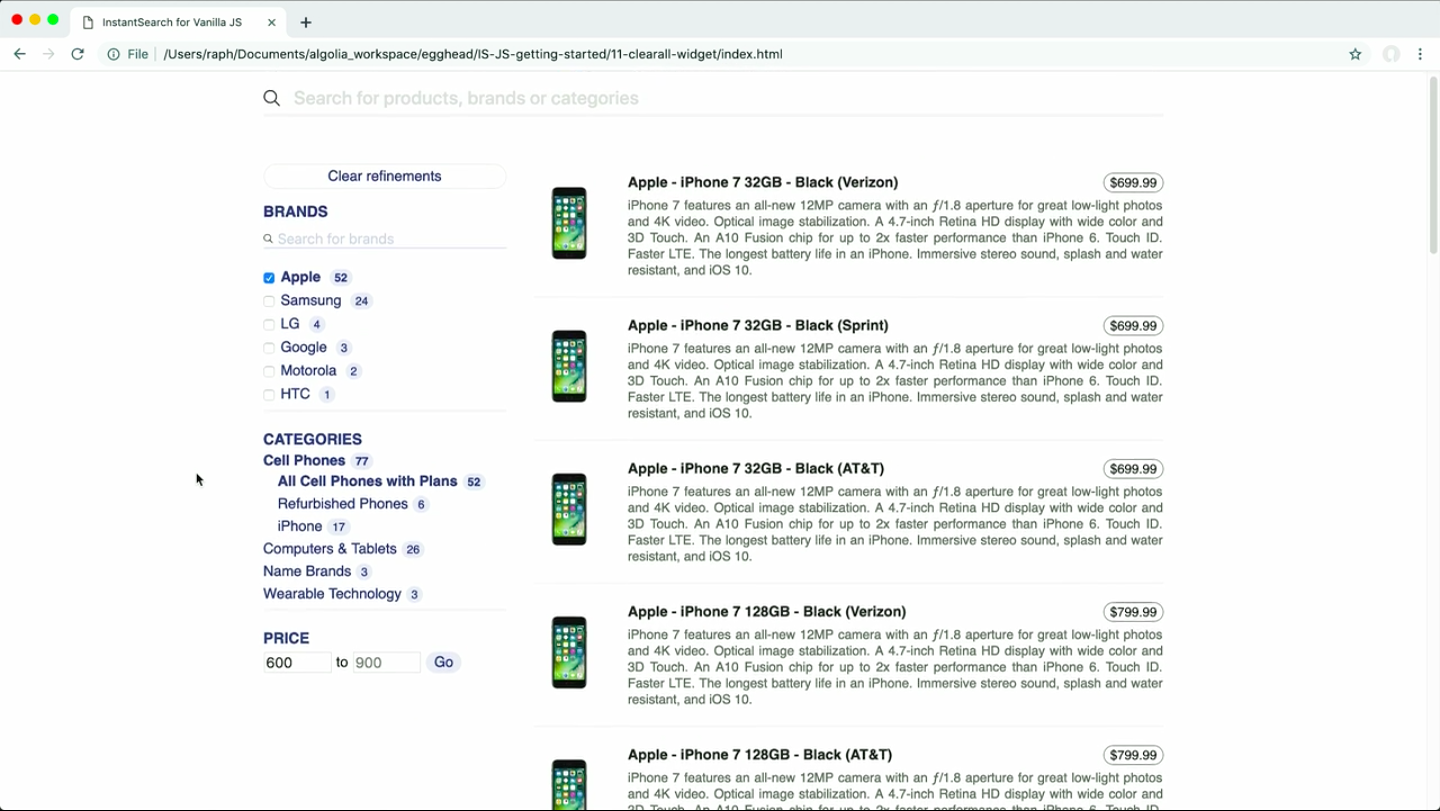 InstantSearch for Vanilla JS
File
/Users/raph/Documents/algolia_workspace/egghead/IS-JS-getting-started/11-clearall-widget/index.html
Search for products, brands or categories
Clear refinements
BRANDS
Search for brands
Apple 52
Samsung 24
LG 4
Google 3
Motorola 2
HTC 1
CATEGORIES
Cell Phones 77
All Cell Phones with Plans 52
Refurbished Phones 6
iPhone 17
Computers & Tablets 26
Name Brands 3
Wearable Technology 3
PRICE
600 to 900 Go
Apple - iPhone 7 32GB - Black (Verizon) $699.99
iPhone 7 features an all-new 12MP camera with an ƒ/1.8 aperture for great low-light photos
and 4K video. Optical image stabilization. A 4.7-inch Retina HD display with wide color and
3D Touch. An A10 Fusion chip for up to 2x faster performance than iPhone 6. Touch ID.
Faster LTE. The longest battery life in an iPhone. Immersive stereo sound, splash and water
resistant, and iOS 10.
Apple - iPhone 7 32GB - Black (Sprint) $699.99
iPhone 7 features an all-new 12MP camera with an ƒ/1.8 aperture for great low-light photos
and 4K video. Optical image stabilization. A 4.7-inch Retina HD display with wide color and
3D Touch. An A10 Fusion chip for up to 2x faster performance than iPhone 6. Touch ID.
Faster LTE. The longest battery life in an iPhone. Immersive stereo sound, splash and water
resistant, and iOS 10.
Apple - iPhone 7 32GB - Black (AT&T) $699.99
iPhone 7 features an all-new 12MP camera with an ƒ/1.8 aperture for great low-light photos
and 4K video. Optical image stabilization. A 4.7-inch Retina HD display with wide color and
3D Touch. An A10 Fusion chip for up to 2x faster performance than iPhone 6. Touch ID.
Faster LTE. The longest battery life in an iPhone. Immersive stereo sound, splash and water
resistant, and iOS 10.
Apple - iPhone 7 128GB - Black (Verizon) $799.99
iPhone 7 features an all-new 12MP camera with an ƒ/1.8 aperture for great low-light photos
and 4K video. Optical image stabilization. A 4.7-inch Retina HD display with wide color and
3D Touch. An A10 Fusion chip for up to 2x faster performance than iPhone 6. Touch ID.
Faster LTE. The longest battery life in an iPhone. Immersive stereo sound, splash and water
resistant, and iOS 10.
Apple - iPhone 7 128GB - Black (AT&T) $799.99
iPhone 7 features an all-new 12MP camera with an ƒ/1.8 aperture for great low-light photos
and 4K video. Optical image stabilization. A 4.7-inch Retina HD display with wide color and